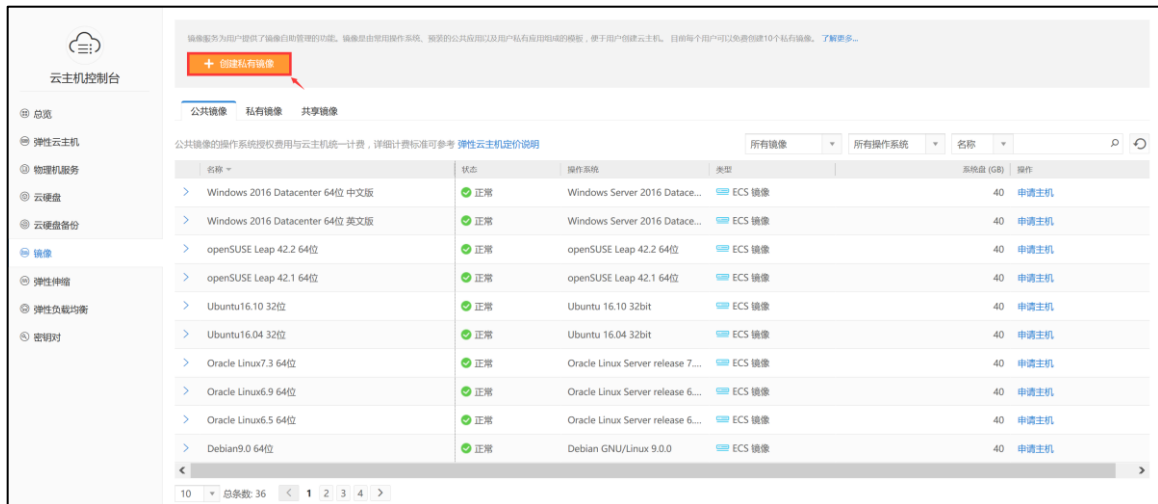 镜像服务为用户提供了镜像自助管理的功能。镜像是由常用操作系统、预装的公共应用以及用户私有应用组成的模板，便于用户创建云主机。 目前每个用户可以免费创建10个私有镜像。 了解更多...
+ 创建私有镜像
云主机控制台
总览
弹性云主机
物理机服务
云硬盘
云硬盘备份
镜像
弹性伸缩
弹性负载均衡
密钥对
公共镜像 私有镜像 共享镜像
公共镜像的操作系统授权费用与云主机统一计费，详细计费标准可参考 弹性云主机定价说明 所有镜像 所有操作系统 名称
名称 状态 操作系统 类型 系统盘 (GB) 操作
Windows 2016 Datacenter 64位 中文版 正常 Windows Server 2016 Datace... ECS 镜像 40 申请主机
Windows 2016 Datacenter 64位 英文版 正常 Windows Server 2016 Datace... ECS 镜像 40 申请主机
openSUSE Leap 42.2 64位 正常 openSUSE Leap 42.2 64位 ECS 镜像 40 申请主机
openSUSE Leap 42.1 64位 正常 openSUSE Leap 42.1 64位 ECS 镜像 40 申请主机
Ubuntu16.10 32位 正常 Ubuntu 16.10 32bit ECS 镜像 40 申请主机
Ubuntu16.04 32位 正常 Ubuntu 16.04 32bit ECS 镜像 40 申请主机
Oracle Linux7.3 64位 正常 Oracle Linux Server release 7.... ECS 镜像 40 申请主机
Oracle Linux6.9 64位 正常 Oracle Linux Server release 6.... ECS 镜像 40 申请主机
Oracle Linux6.5 64位 正常 Oracle Linux Server release 6.... ECS 镜像 40 申请主机
Debian9.0 64位 正常 Debian GNU/Linux 9.0.0 ECS 镜像 40 申请主机
10 总条数: 36 < 1 2 3 4 >